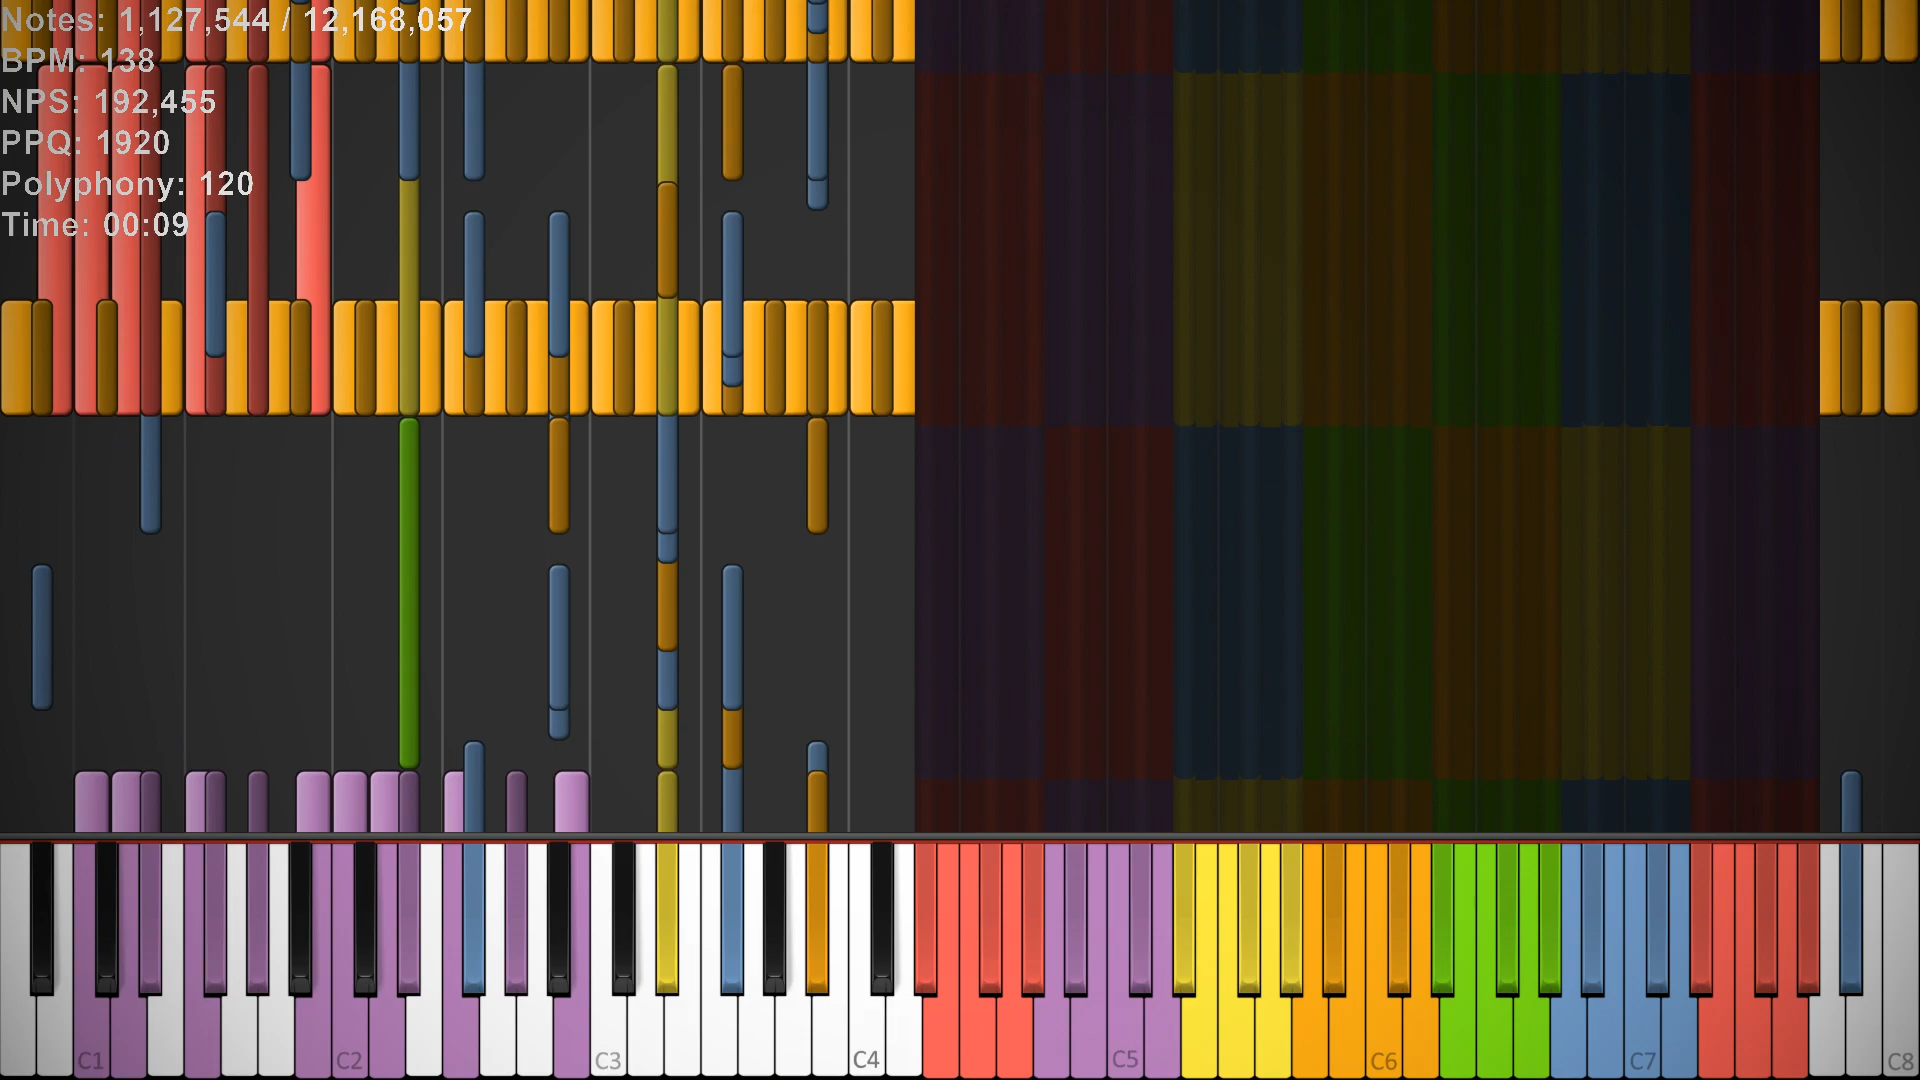 Notes: 1,127,544 / 12,168,057
BPM: 138
NPS: 192,455
PPQ: 1920
Polyphony: 120
Time: 00:09
C1 C2 C3 C4 C5 C6 C7 C8